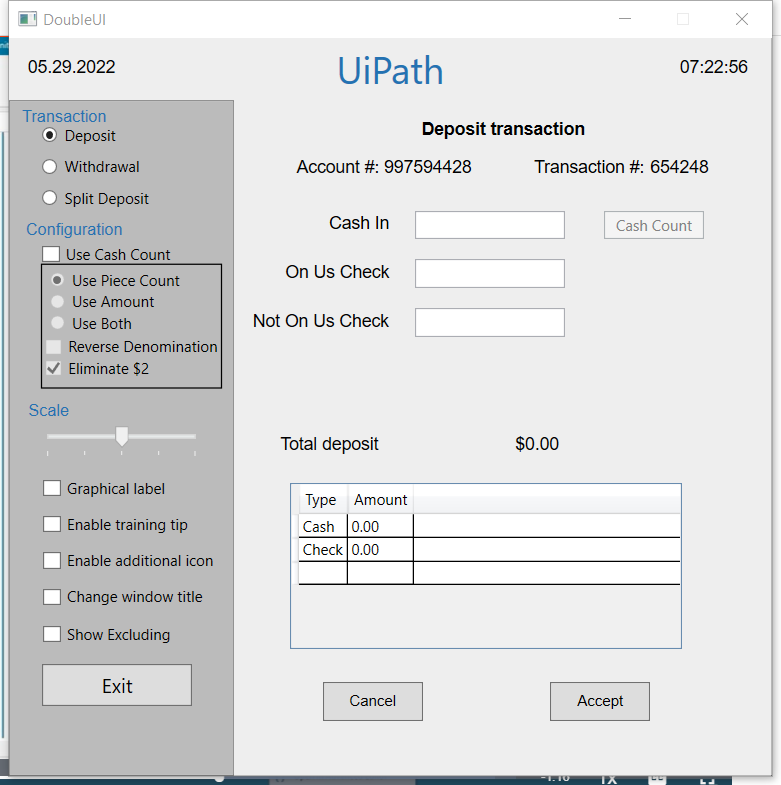 DoubleUI
05.29.2022
UiPath
07:22:56
Transaction
Deposit
Withdrawal
Split Deposit
Configuration
Use Cash Count
Use Piece Count
Use Amount
Use Both
Reverse Denomination
Eliminate $2
Scale
Graphical label
Enable training tip
Enable additional icon
Change window title
Show Excluding
Exit
Deposit transaction
Account #: 997594428 Transaction #: 654248
Cash In
Cash Count
On Us Check
Not On Us Check
Total deposit $0.00
Type Amount
Cash 0.00
Check 0.00
Cancel Accept